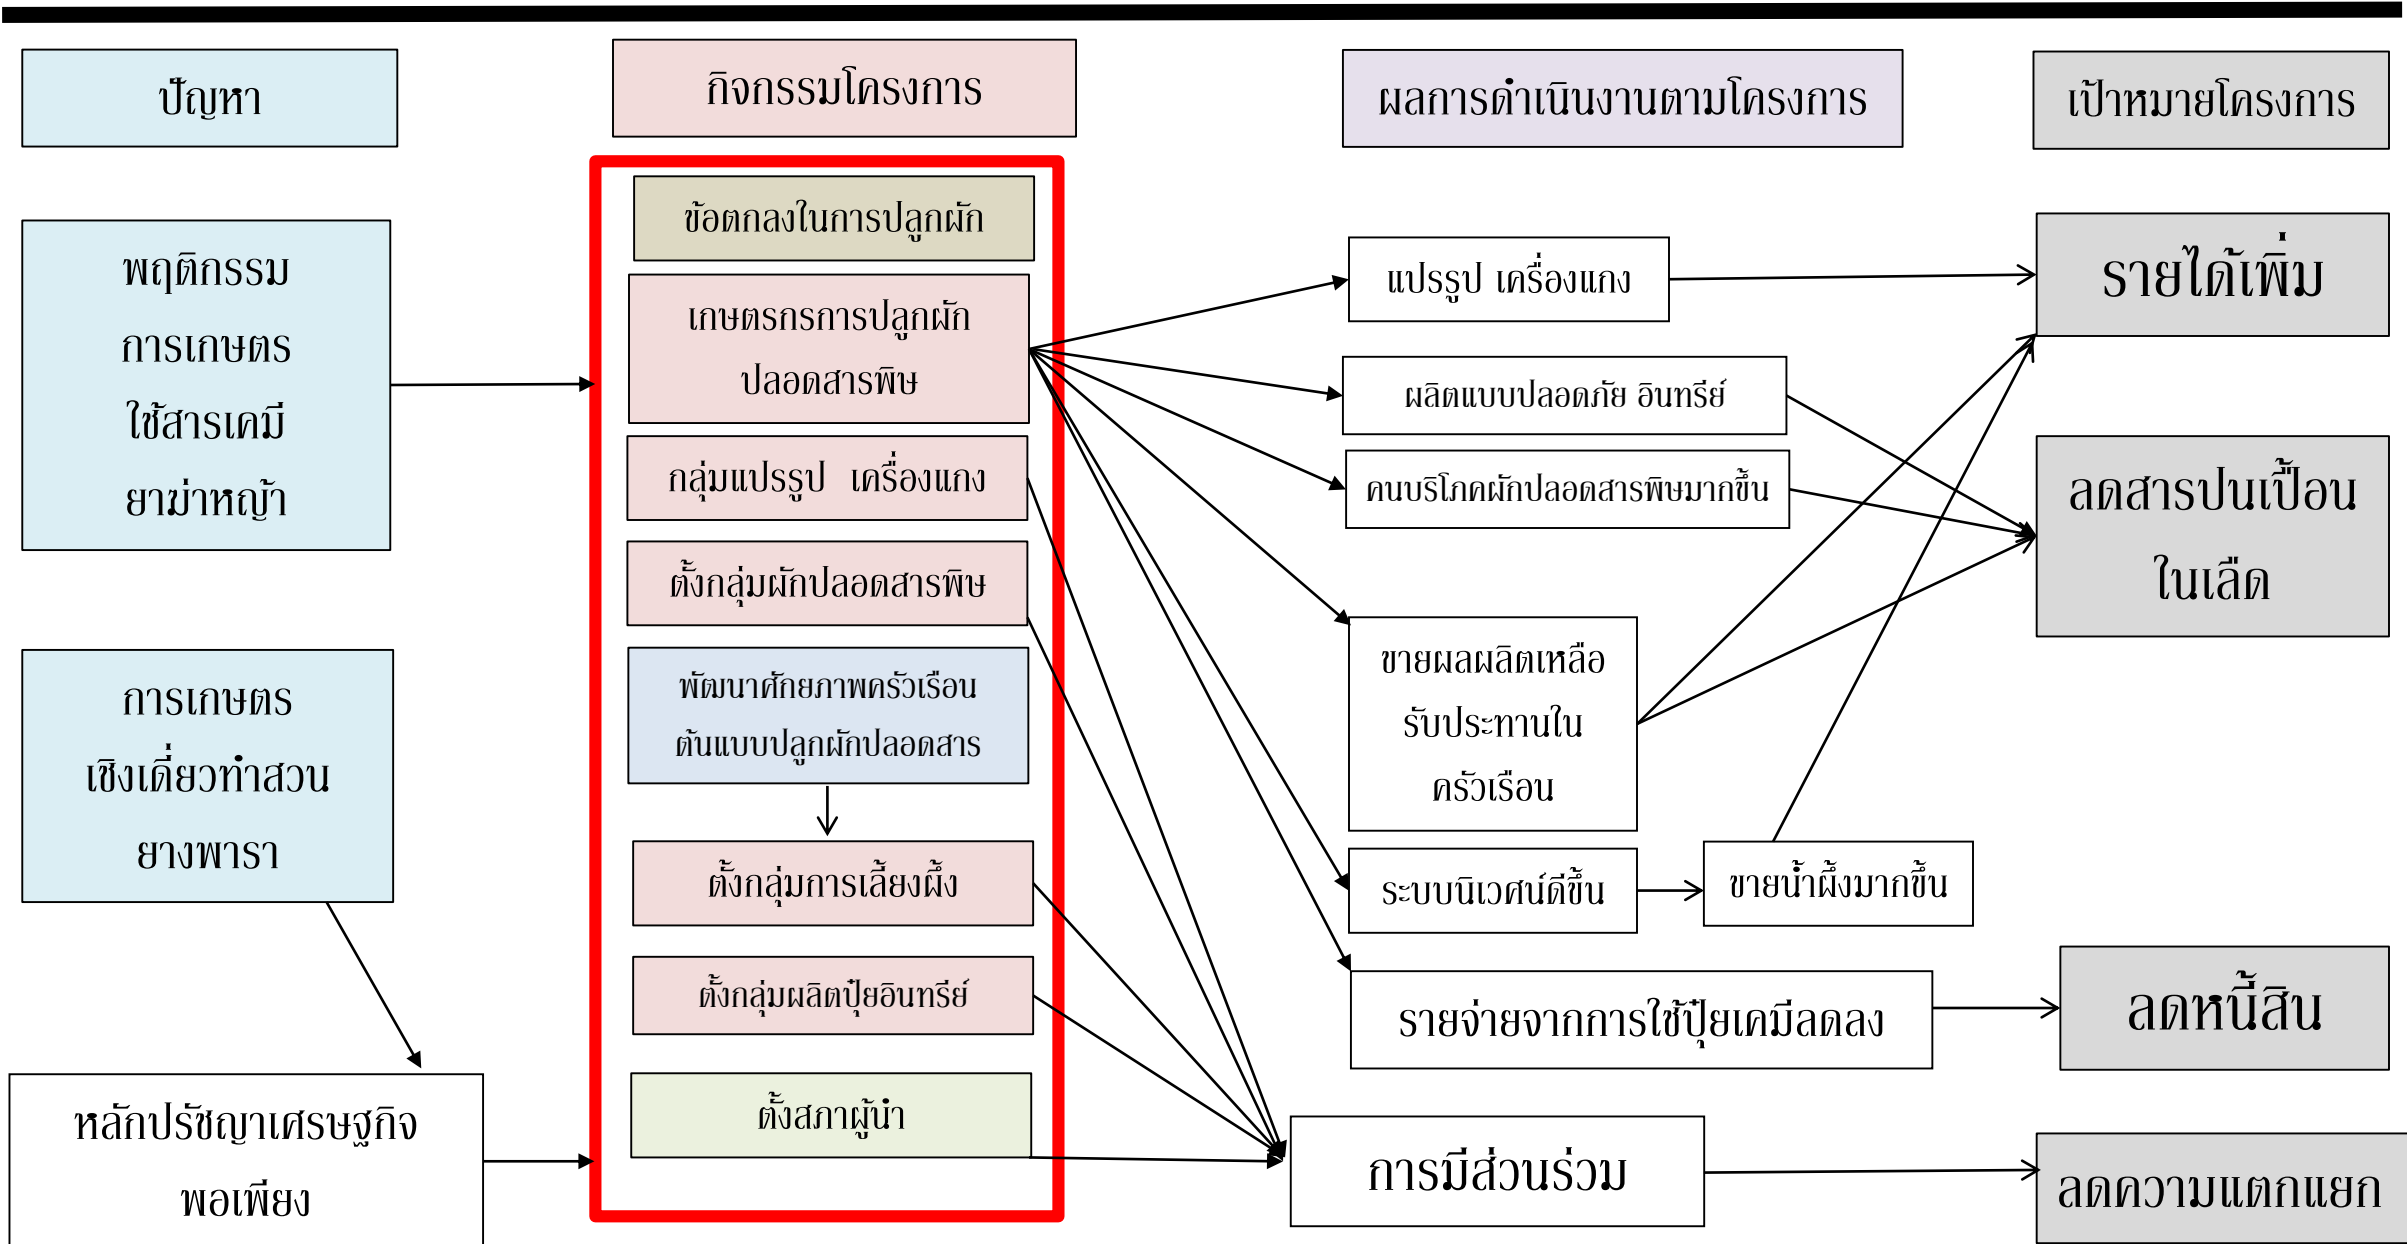 ปัญหา
กิจกรรมโครงการ
ผลการดำเนินงานตามโครงการ
เป้าหมายโครงการ
พฤติกรรม
การเกษตร
ใช้สารเคมี
ยาฆ่าหญ้า
การเกษตร
เชิงเดี่ยวทำสวน
ยางพารา
หลักปรัชญาเศรษฐกิจ
พอเพียง
ข้อตกลงในการปลูกผัก
เกษตรกรการปลูกผัก
ปลอดสารพิษ
กลุ่มแปรรูป เครื่องแกง
ตั้งกลุ่มผักปลอดสารพิษ
พัฒนาศักยภาพครัวเรือน
ต้นแบบปลูกผักปลอดสาร
ตั้งกลุ่มการเลี้ยงผึ้ง
ตั้งกลุ่มผลิตปุ๋ยอินทรีย์
ตั้งสภาผู้นำ
แปรรูป เครื่องแกง
ผลิตแบบปลอดภัย อินทรีย์
คนบริโภคผักปลอดสารพิษมากขึ้น
ขายผลผลิตเหลือ
รับประทานใน
ครัวเรือน
ระบบนิเวศน์ดีขึ้น
ขายน้ำผึ้งมากขึ้น
รายจ่ายจากการใช้ปุ๋ยเคมีลดลง
การมีส่วนร่วม
รายได้เพิ่ม
ลดสารปนเปื้อน
ในเลืด
ลดหนี้สิน
ลดความแตกแยก